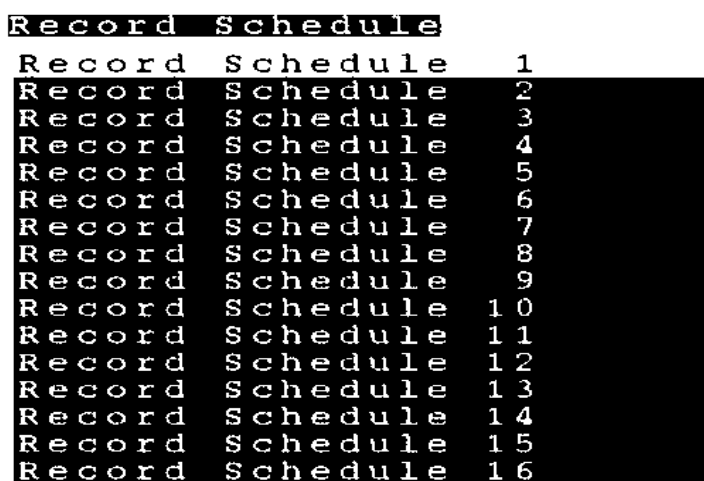 Record Schedule
Record Schedule 1
Record Schedule 2
Record Schedule 3
Record Schedule 4
Record Schedule 5
Record Schedule 6
Record Schedule 7
Record Schedule 8
Record Schedule 9
Record Schedule 10
Record Schedule 11
Record Schedule 12
Record Schedule 13
Record Schedule 14
Record Schedule 15
Record Schedule 16